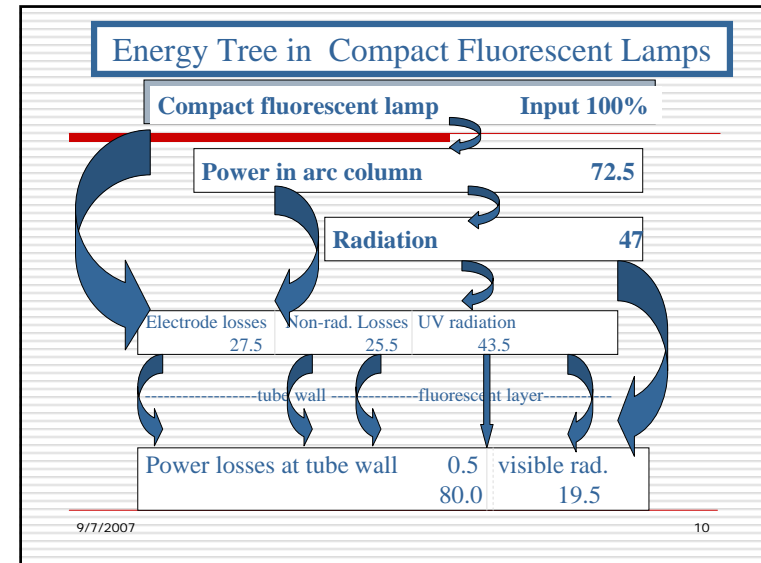 Energy Tree in Compact Fluorescent Lamps
Compact fluorescent lamp Input 100%
Power in arc column 72.5
Radiation 47
Electrode losses Non-rad. Losses UV radiation
27.5 25.5 43.5
-------------------tube wall ---------------fluorescent layer------------
Power losses at tube wall 0.5 visible rad.
80.0 19.5
9/7/2007 10